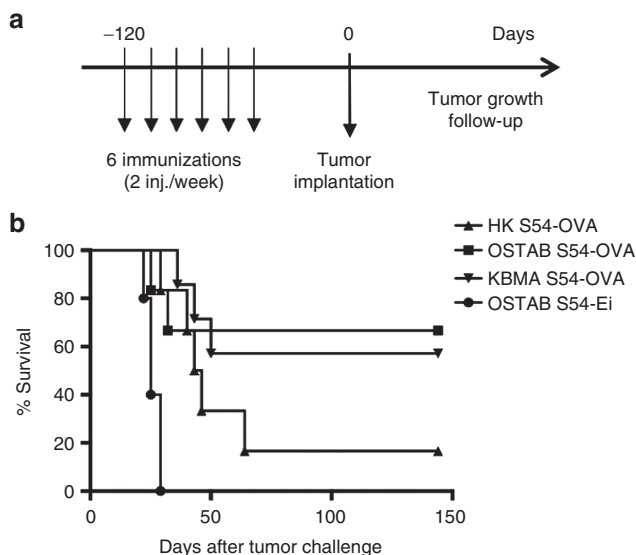 a
−120
0
Days
6 immunizations
(2 inj./week)
Tumor
implantation
Tumor growth
follow-up
b
HK S54-OVA
OSTAB S54-OVA
KBMA S54-OVA
OSTAB S54-Ei
100
80
60
40
20
0
% Survival
0
50
100
150
Days after tumor challenge